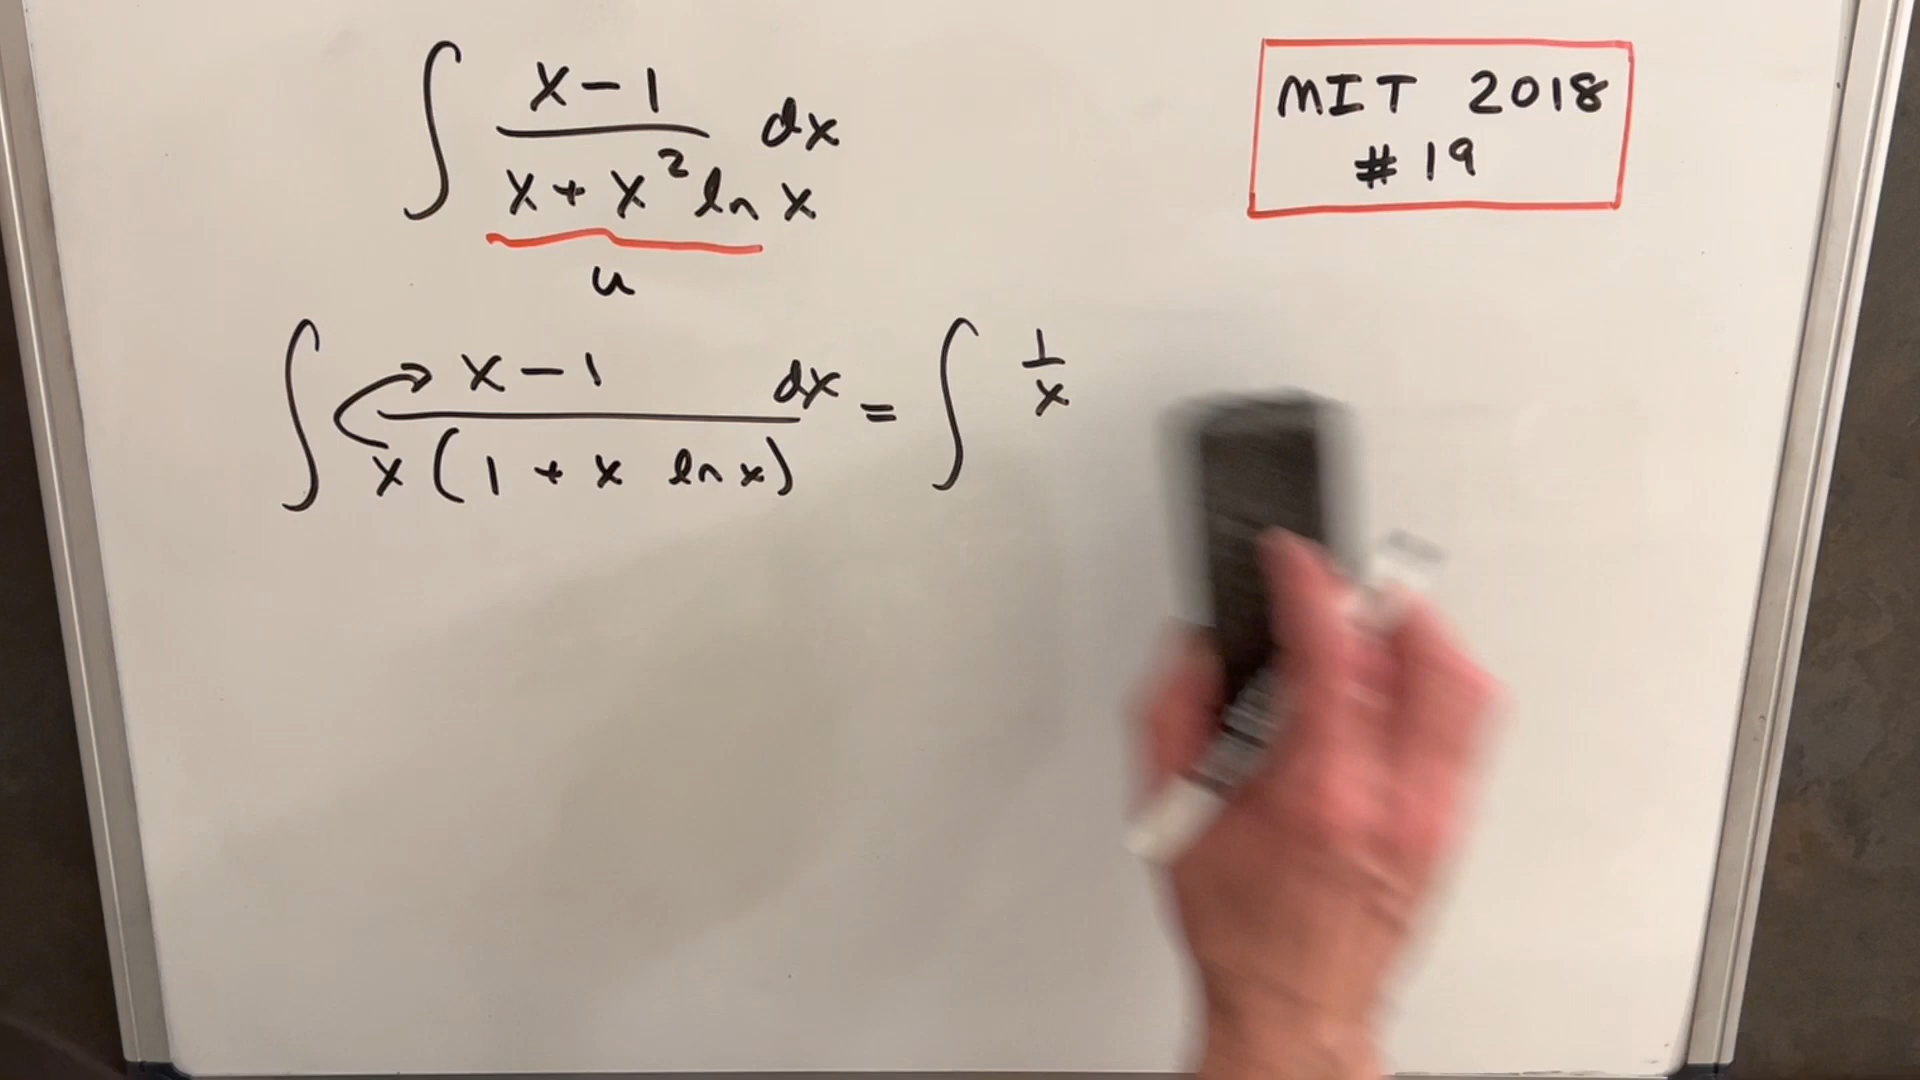 ∫ (x - 1)/(x + x² ln x) dx
MIT 2018
# 19
u
∫ (x - 1)/(x (1 + x ln x)) dx = ∫ 1/x